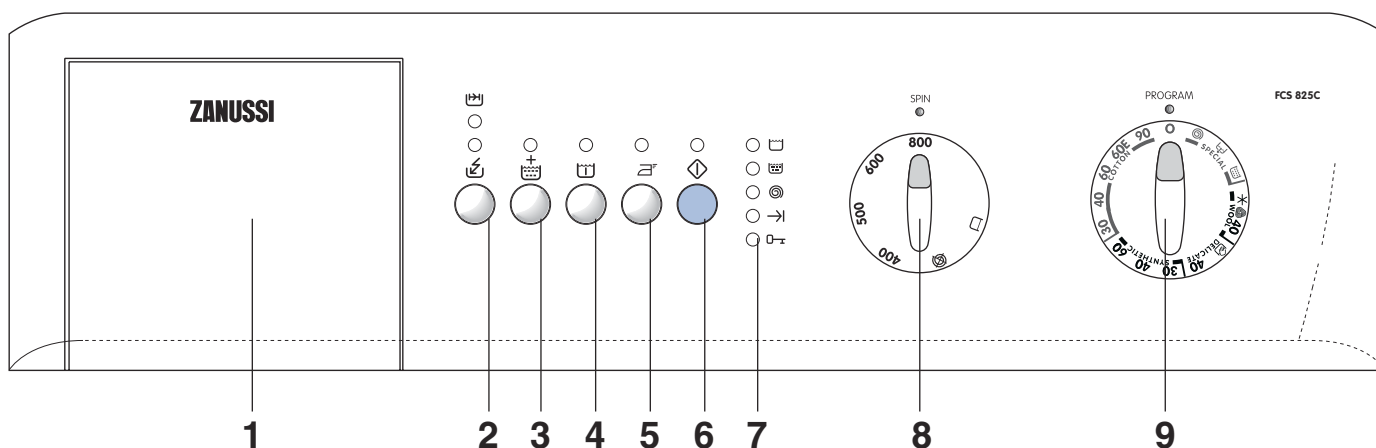 ZANUSSI
SPIN
800
600
500
400
PROGRAM
O
SPECIAL
WOOL
40
DELICATE
40
30
SYNTHETIC
40
60
30
40
60
COTTON
60E
90
FCS 825C
1 2 3 4 5 6 7 8 9